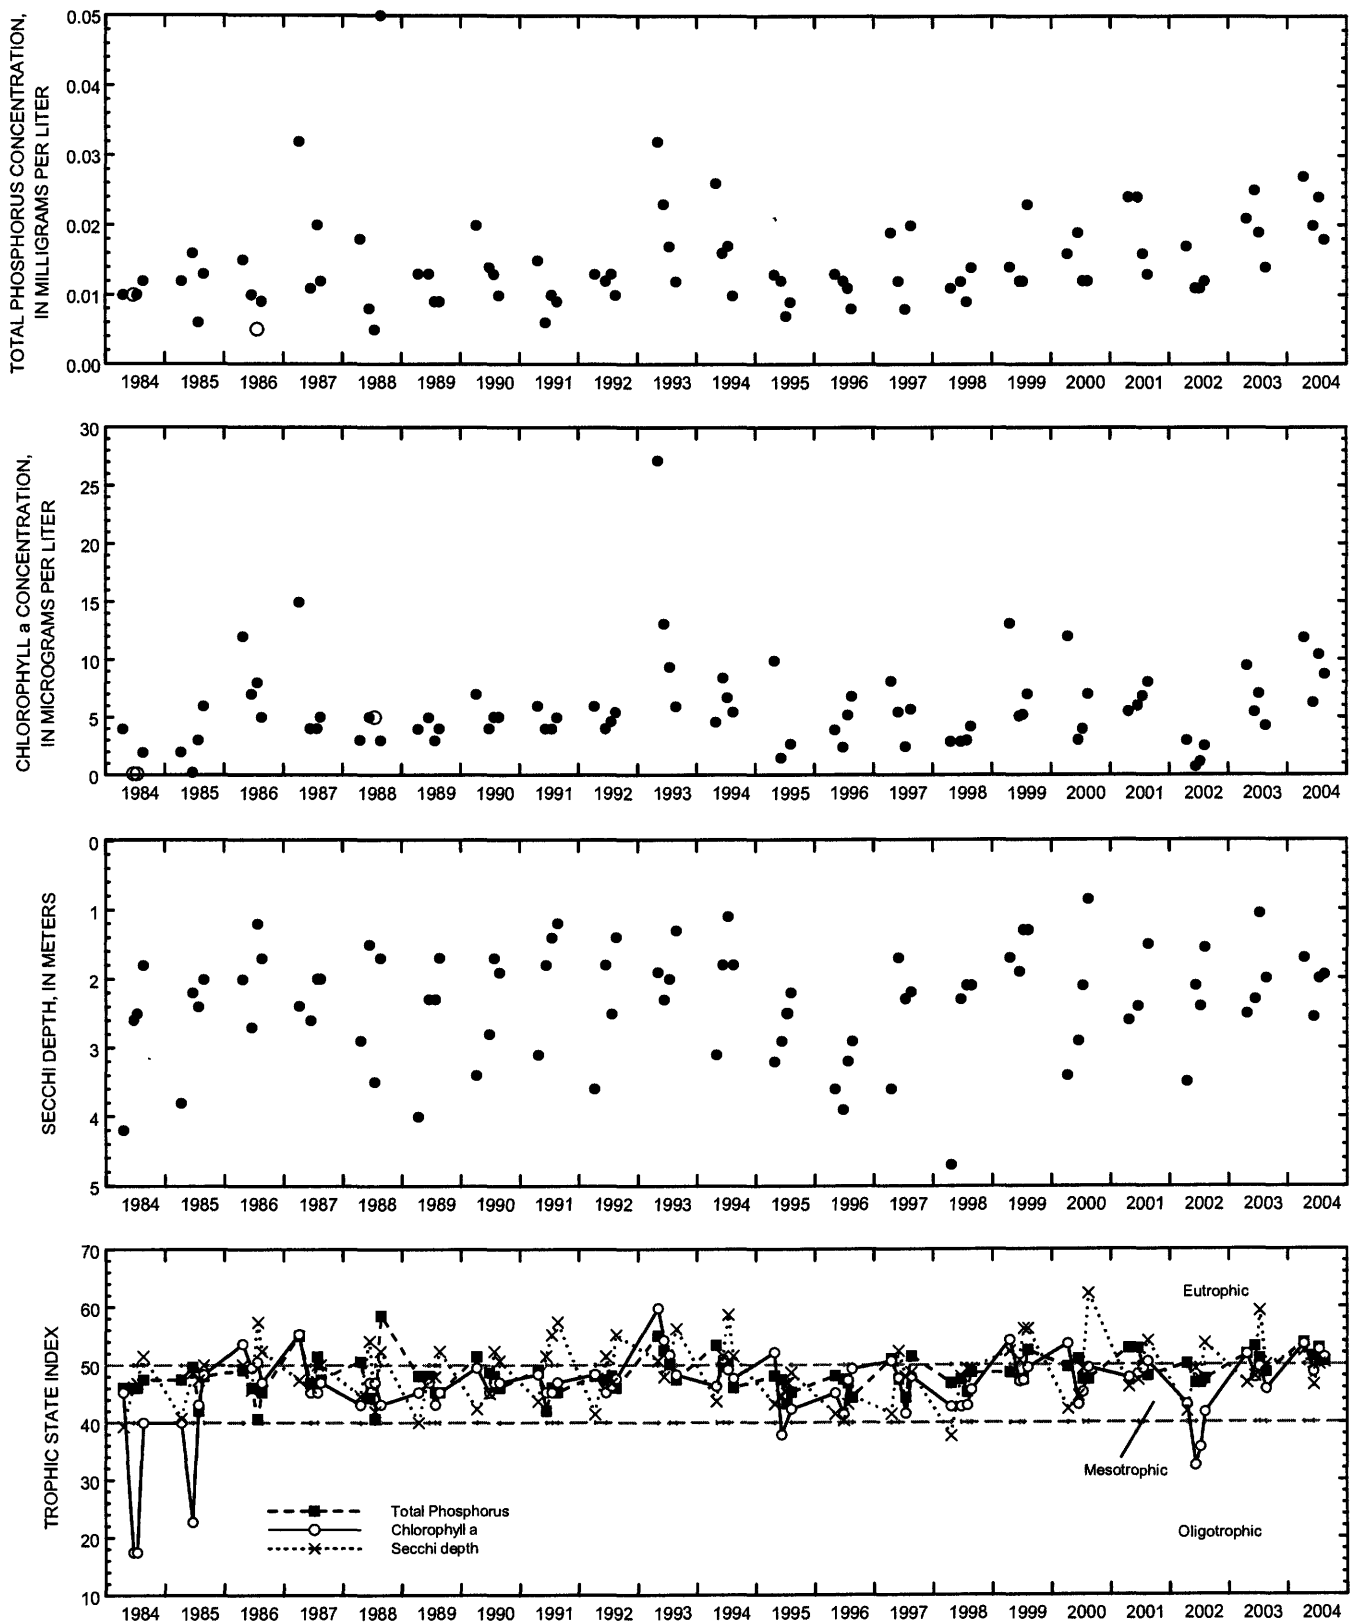 TOTAL PHOSPHORUS CONCENTRATION,
IN MILLIGRAMS PER LITER
0.05
0.04
0.03
0.02
0.01
0.00
1984 1985 1986 1987 1988 1989 1990 1991 1992 1993 1994 1995 1996 1997 1998 1999 2000 2001 2002 2003 2004
CHLOROPHYLL a CONCENTRATION,
IN MICROGRAMS PER LITER
30
25
20
15
10
5
0
1984 1985 1986 1987 1988 1989 1990 1991 1992 1993 1994 1995 1996 1997 1998 1999 2000 2001 2002 2003 2004
SECCHI DEPTH, IN METERS
0
1
2
3
4
5
1984 1985 1986 1987 1988 1989 1990 1991 1992 1993 1994 1995 1996 1997 1998 1999 2000 2001 2002 2003 2004
TROPHIC STATE INDEX
70
60
50
40
30
20
10
Eutrophic
Mesotrophic
Oligotrophic
Total Phosphorus
Chlorophyll a
Secchi depth
1984 1985 1986 1987 1988 1989 1990 1991 1992 1993 1994 1995 1996 1997 1998 1999 2000 2001 2002 2003 2004